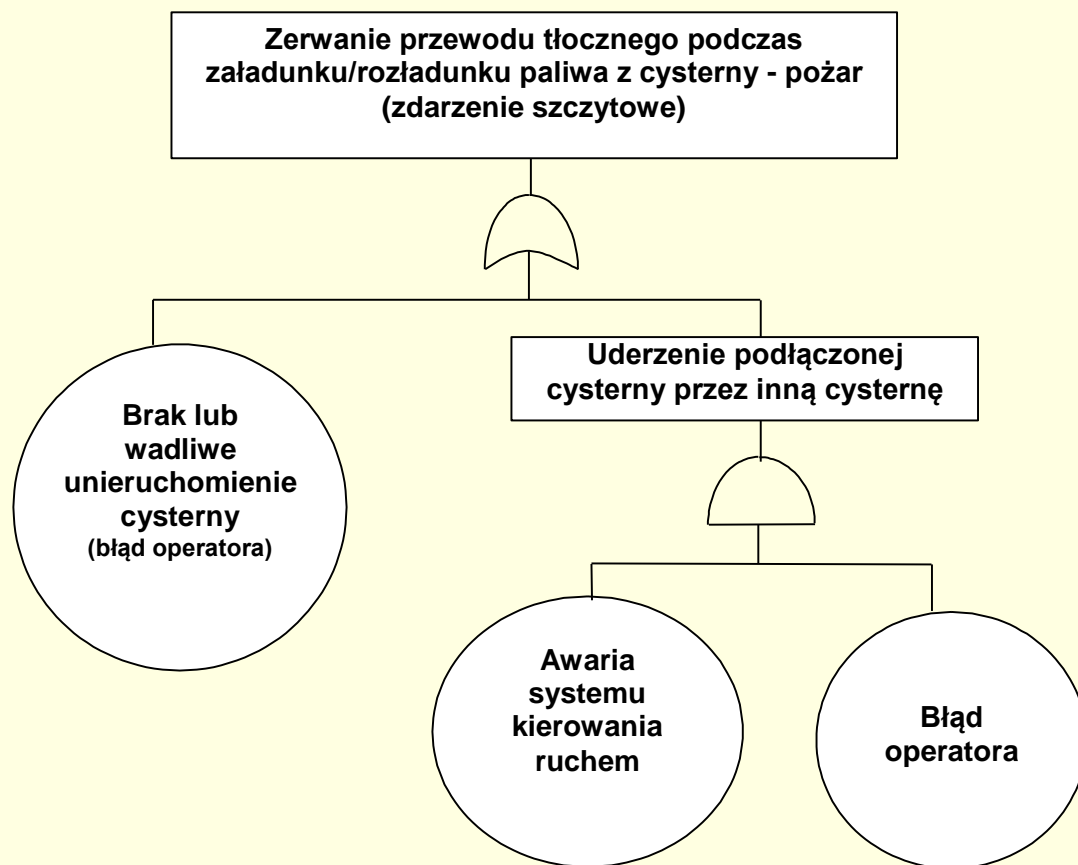 Zerwanie przewodu tłocznego podczas
załadunku/rozładunku paliwa z cysterny - pożar
(zdarzenie szczytowe)
Uderzenie podłączonej
cysterny przez inną cysternę
Brak lub
wadliwe
unieruchomienie
cysterny
(błąd operatora)
Awaria
systemu
kierowania
ruchem
Błąd
operatora